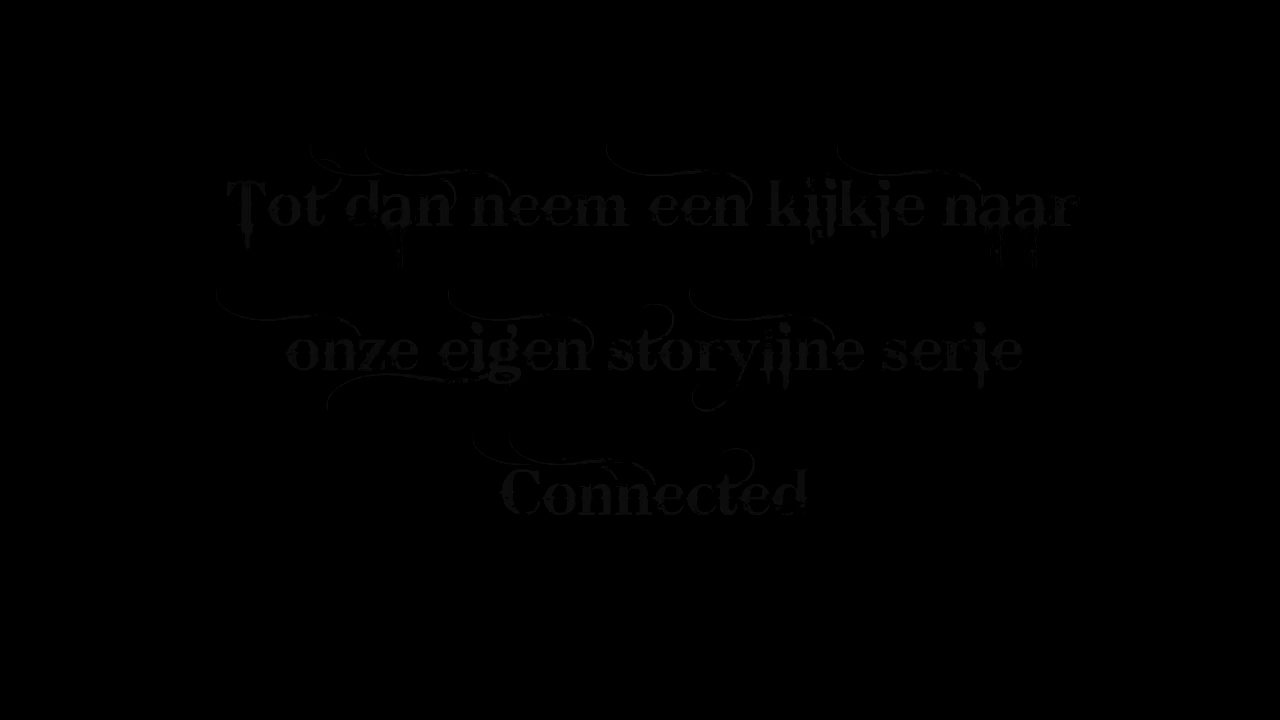 Tot dan neem een kijkje naar
onze eigen storyline serie
Connected